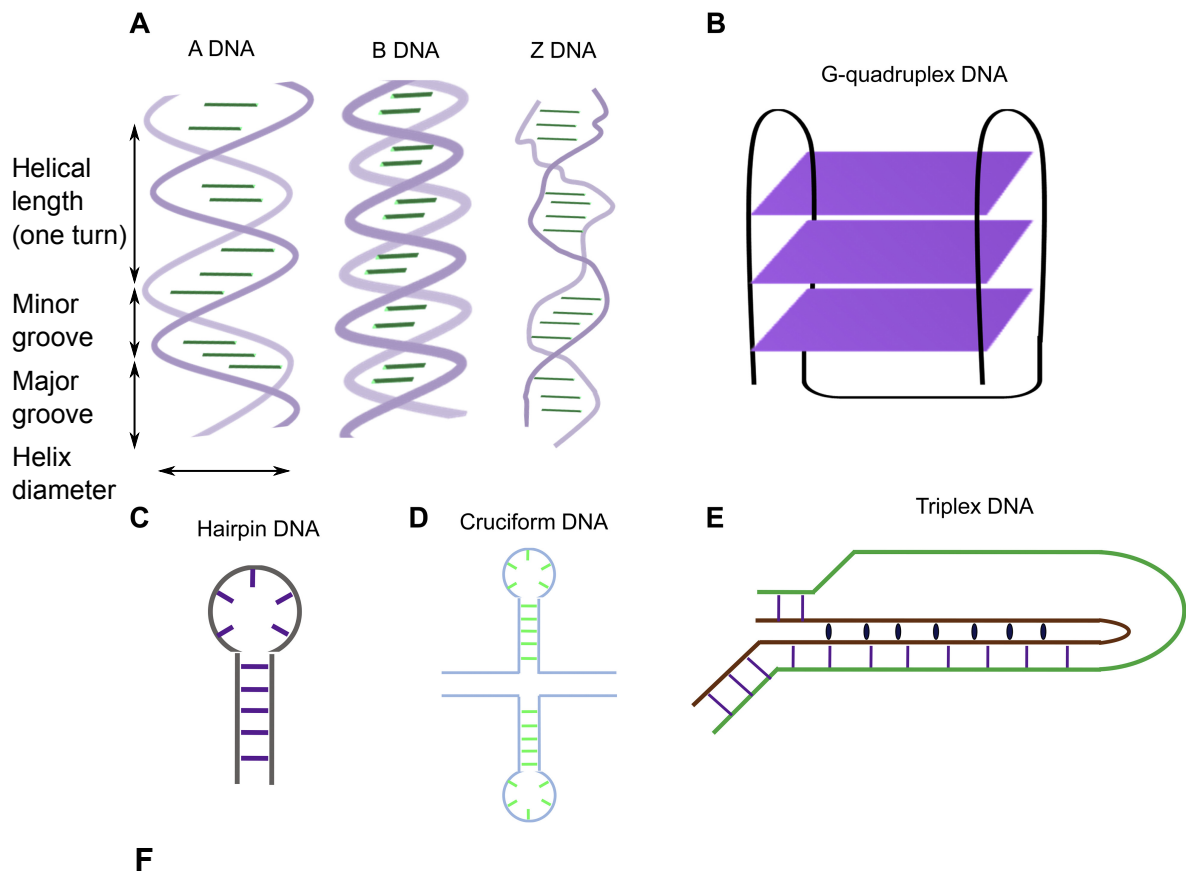 A
A DNA
B DNA
Z DNA
Helical
length
(one turn)
Minor
groove
Major
groove
Helix
diameter
B
G-quadruplex DNA
C
Hairpin DNA
D
Cruciform DNA
E
Triplex DNA
F